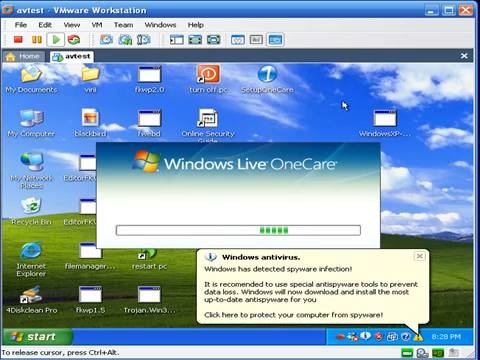 avtest - VMware Workstation
File Edit View VM Team Windows Help
Home avtest
My Documents virii fkwp2.0 turn off pc SetupOneCare
My Computer blackbird fwebd Online Security Guide WindowsXP-...
My Network Places EditorFK
Windows Live OneCare
Recycle Bin EditorFKW
Internet Explorer filemanager... restart pc
4Diskclean Pro fkwp1.5 Trojan.Win3...
Windows antivirus.
Windows has detected spyware infection!
It is recomended to use special antispyware tools to prevent
data loss. Windows will now download and install the most
up-to-date antispyware for you
Click here to protect your computer from spyware!
start 8:28 PM
To release cursor, press Ctrl+Alt.